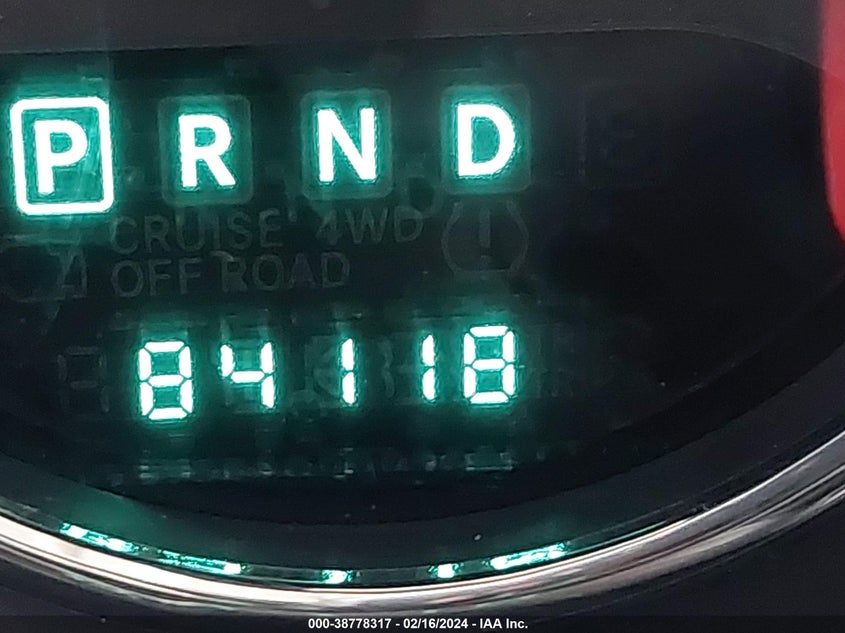 P R N D
CRUISE 4WD
OFF ROAD
84118
000-38778317 - 02/16/2024 - IAA Inc.